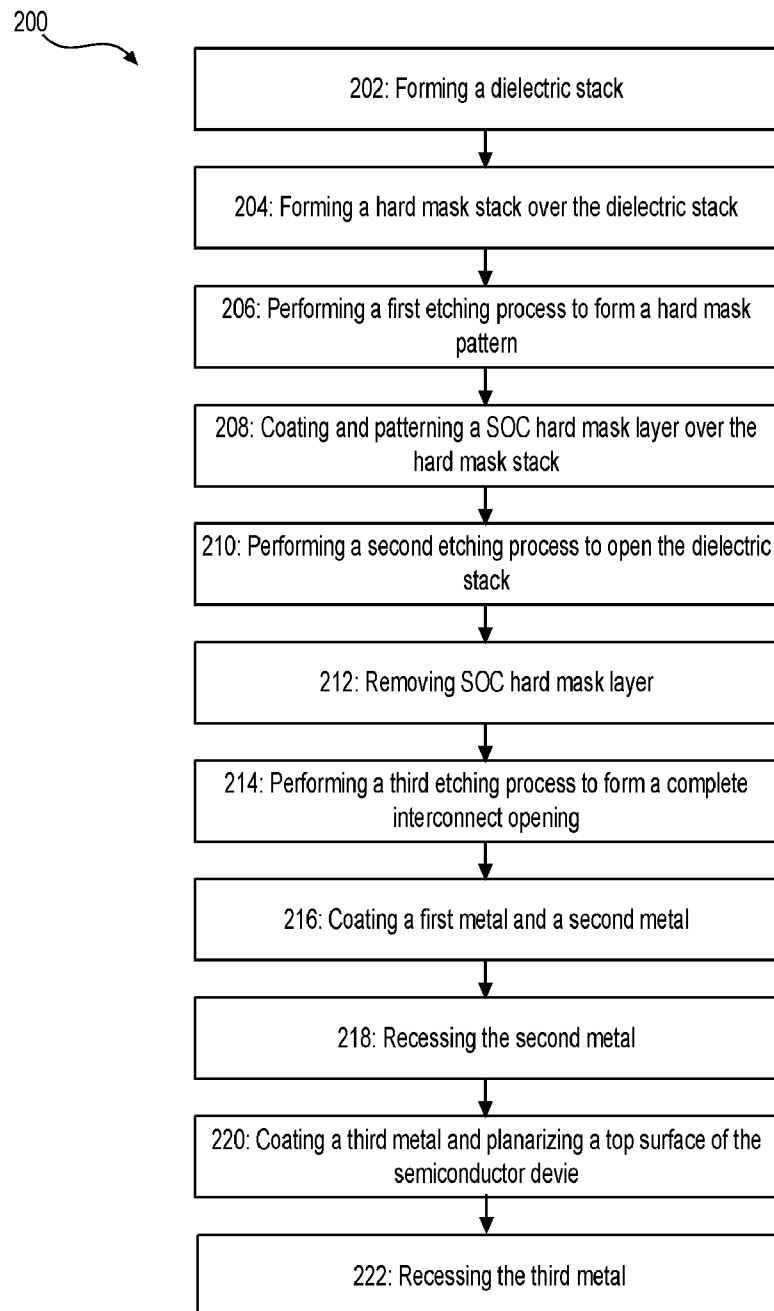 200
202: Forming a dielectric stack
204: Forming a hard mask stack over the dielectric stack
206: Performing a first etching process to form a hard mask
pattern
208: Coating and patterning a SOC hard mask layer over the
hard mask stack
210: Performing a second etching process to open the dielectric
stack
212: Removing SOC hard mask layer
214: Performing a third etching process to form a complete
interconnect opening
216: Coating a first metal and a second metal
218: Recessing the second metal
220: Coating a third metal and planarizing a top surface of the
semiconductor devie
222: Recessing the third metal